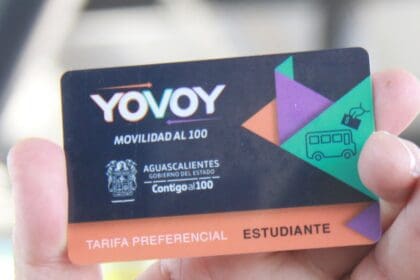 YOVOY
MOVILIDAD AL 100
AGUASCALIENTES
GOBIERNO DEL ESTADO
Contigo al 100
TARIFA PREFERENCIAL ESTUDIANTE